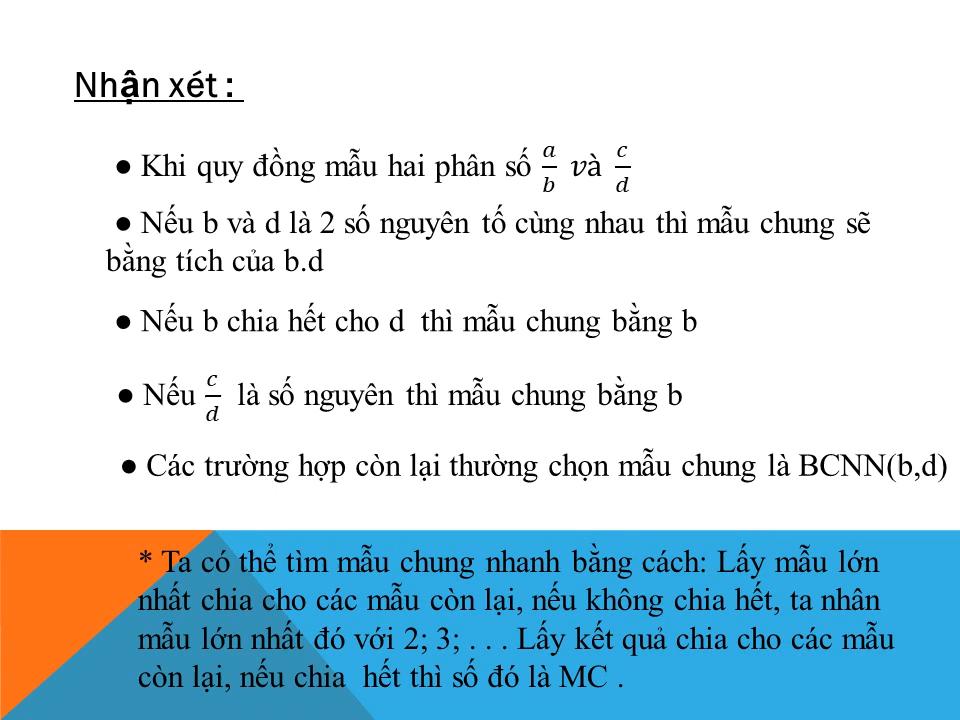 Nhận xét :
● Khi quy đồng mẫu hai phân số a/b và c/d
● Nếu b và d là 2 số nguyên tố cùng nhau thì mẫu chung sẽ
bằng tích của b.d
● Nếu b chia hết cho d thì mẫu chung bằng b
● Nếu c/d là số nguyên thì mẫu chung bằng b
● Các trường hợp còn lại thường chọn mẫu chung là BCNN(b,d)
* Ta có thể tìm mẫu chung nhanh bằng cách: Lấy mẫu lớn
nhất chia cho các mẫu còn lại, nếu không chia hết, ta nhân
mẫu lớn nhất đó với 2; 3; . . . Lấy kết quả chia cho các mẫu
còn lại, nếu chia hết thì số đó là MC .